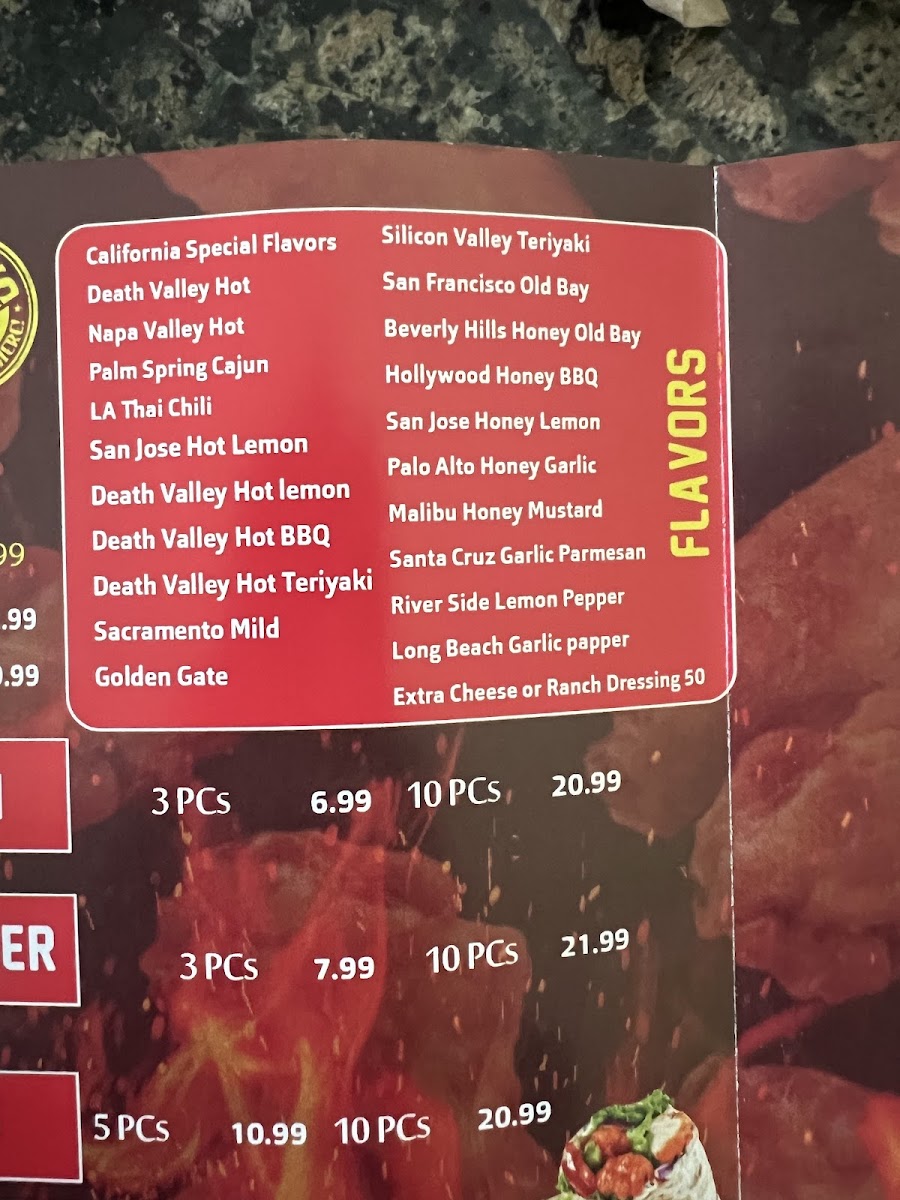 California Special Flavors
Death Valley Hot
Napa Valley Hot
Palm Spring Cajun
LA Thai Chili
San Jose Hot Lemon
Death Valley Hot lemon
Death Valley Hot BBQ
Death Valley Hot Teriyaki
Sacramento Mild
Golden Gate
Silicon Valley Teriyaki
San Francisco Old Bay
Beverly Hills Honey Old Bay
Hollywood Honey BBQ
San Jose Honey Lemon
Palo Alto Honey Garlic
Malibu Honey Mustard
Santa Cruz Garlic Parmesan
River Side Lemon Pepper
Long Beach Garlic papper
Extra Cheese or Ranch Dressing 50
FLAVORS
99
.99
.99
3 PCs 6.99 10 PCs 20.99
ER 3 PCs 7.99 10 PCs 21.99
5 PCs 10.99 10 PCs 20.99